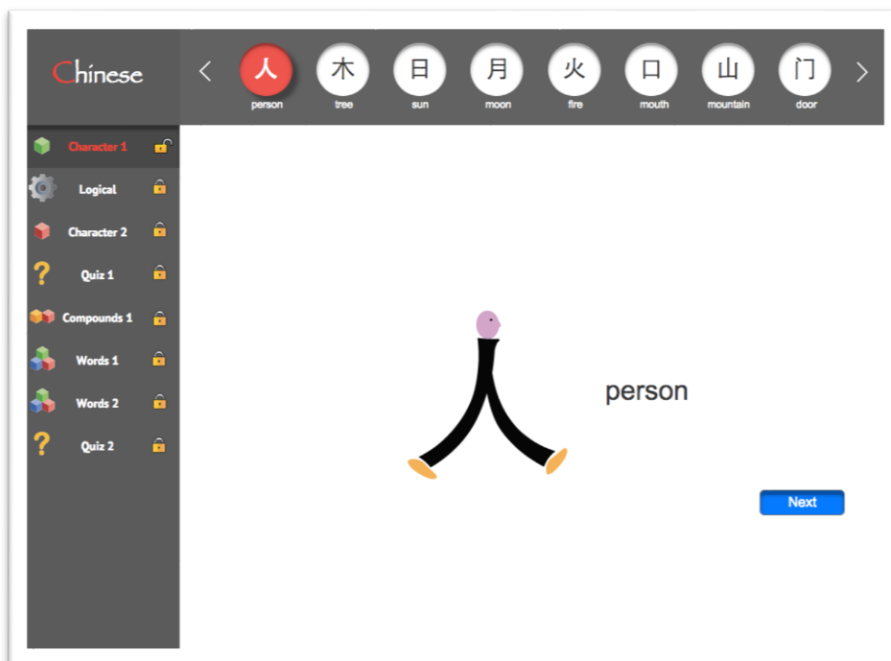 Chinese
人 木 日 月 火 口 山 门
person tree sun moon fire mouth mountain door
Character 1
Logical
Character 2
? Quiz 1
Compounds 1
Words 1
Words 2
? Quiz 2
person
Next